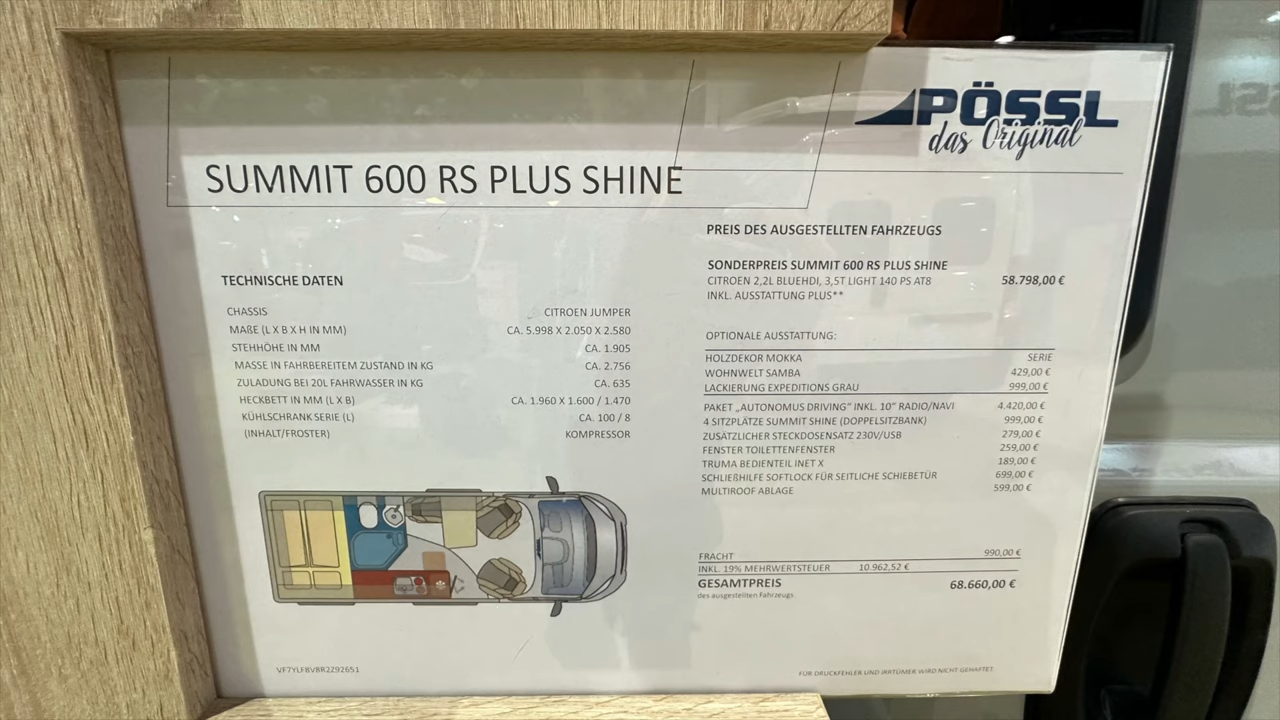 PÖSSL
das Original
SUMMIT 600 RS PLUS SHINE
TECHNISCHE DATEN
CHASSIS CITROEN JUMPER
MAßE (L X B X H IN MM) CA. 5.998 X 2.050 X 2.580
STEHHÖHE IN MM CA. 1.905
MASSE IN FAHRBEREITEM ZUSTAND IN KG CA. 2.756
ZULADUNG BEI 20L FAHRWASSER IN KG CA. 635
HECKBETT IN MM (L X B) CA. 1.960 X 1.600 / 1.470
KÜHLSCHRANK SERIE (L) CA. 100 / 8
(INHALT/FROSTER) KOMPRESSOR
VF7YLFBVBR2Z92651
PREIS DES AUSGESTELLTEN FAHRZEUGS
SONDERPREIS SUMMIT 600 RS PLUS SHINE
CITROEN 2,2L BLUEHDI, 3,5T LIGHT 140 PS AT8 58.798,00 €
INKL. AUSSTATTUNG PLUS**
OPTIONALE AUSSTATTUNG:
HOLZDEKOR MOKKA SERIE
WOHNWELT SAMBA 429,00 €
LACKIERUNG EXPEDITIONS GRAU 999,00 €
PAKET „AUTONOMUS DRIVING" INKL. 10" RADIO/NAVI 4.420,00 €
4 SITZPLÄTZE SUMMIT SHINE (DOPPELSITZBANK) 999,00 €
ZUSÄTZLICHER STECKDOSENSATZ 230V/USB 279,00 €
FENSTER TOILETTENFENSTER 259,00 €
TRUMA BEDIENTEIL INET X 189,00 €
SCHLIEßHILFE SOFTLOCK FÜR SEITLICHE SCHIEBETÜR 699,00 €
MULTIROOF ABLAGE 599,00 €
FRACHT 990,00 €
INKL. 19% MEHRWERTSTEUER 10.962,52 €
GESAMTPREIS 68.660,00 €
des ausgestellten Fahrzeugs
FÜR DRUCKFEHLER UND IRRTÜMER WIRD NICHT GEHAFTET.